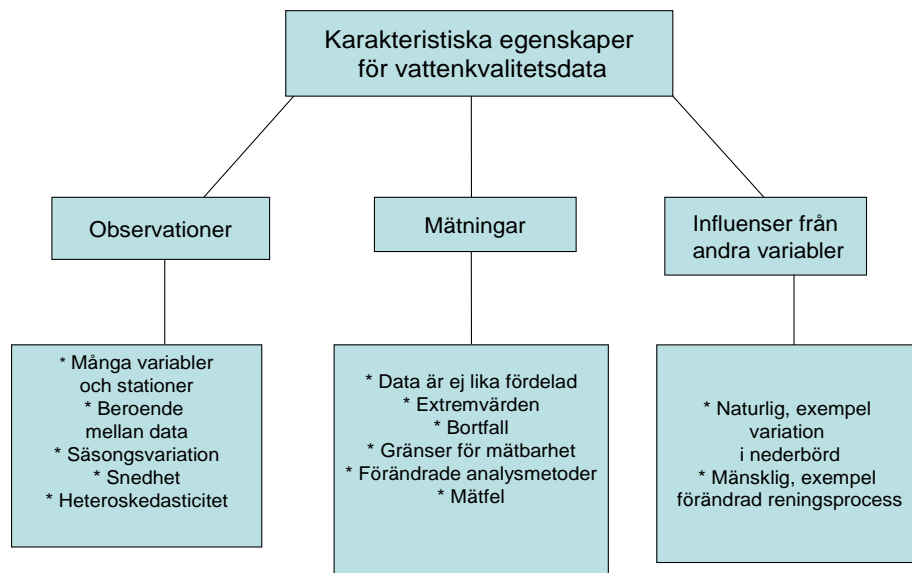 Karakteristiska egenskaper
för vattenkvalitetsdata
Observationer
Mätningar
Influenser från
andra variabler
* Många variabler
och stationer
* Beroende
mellan data
* Säsongsvariation
* Snedhet
* Heteroskedasticitet
* Data är ej lika fördelad
* Extremvärden
* Bortfall
* Gränser för mätbarhet
* Förändrade analysmetoder
* Mätfel
* Naturlig, exempel
variation
i nederbörd
* Mänsklig, exempel
förändrad reningsprocess